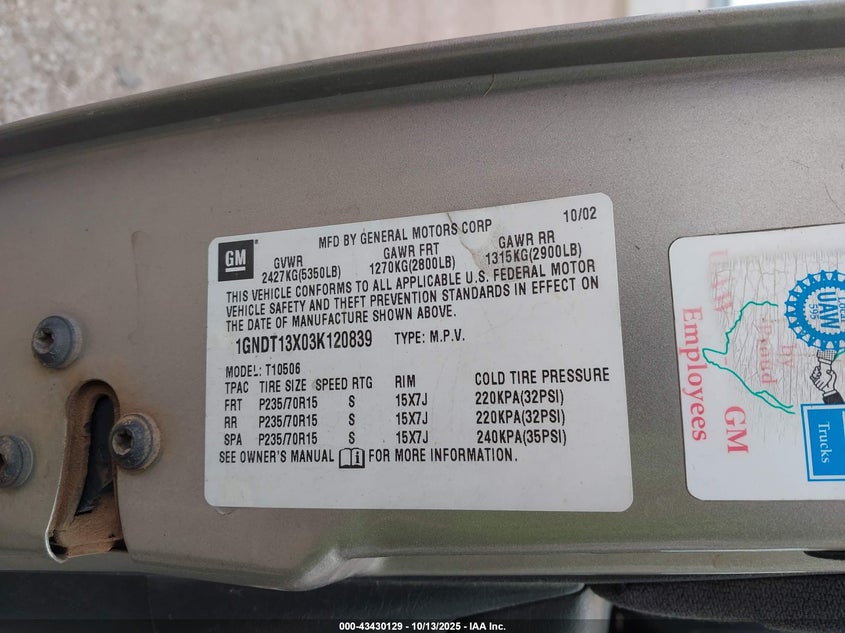 MFD BY GENERAL MOTORS CORP 10/02
GM
GVWR GAWR FRT GAWR RR
2427KG(5350LB) 1270KG(2800LB) 1315KG(2900LB)
THIS VEHICLE CONFORMS TO ALL APPLICABLE U.S. FEDERAL MOTOR
VEHICLE SAFETY AND THEFT PREVENTION STANDARDS IN EFFECT ON
THE DATE OF MANUFACTURE SHOWN ABOVE.
1GNDT13X03K120839 TYPE: M.P.V.
MODEL: T10506
TPAC TIRE SIZE SPEED RTG RIM COLD TIRE PRESSURE
FRT P235/70R15 S 15X7J 220KPA(32PSI)
RR P235/70R15 S 15X7J 220KPA(32PSI)
SPA P235/70R15 S 15X7J 240KPA(35PSI)
SEE OWNER'S MANUAL FOR MORE INFORMATION.
UAW
GM
Employees
Local
UAW
595
Trucks
000-43430129 - 10/13/2025 - IAA Inc.